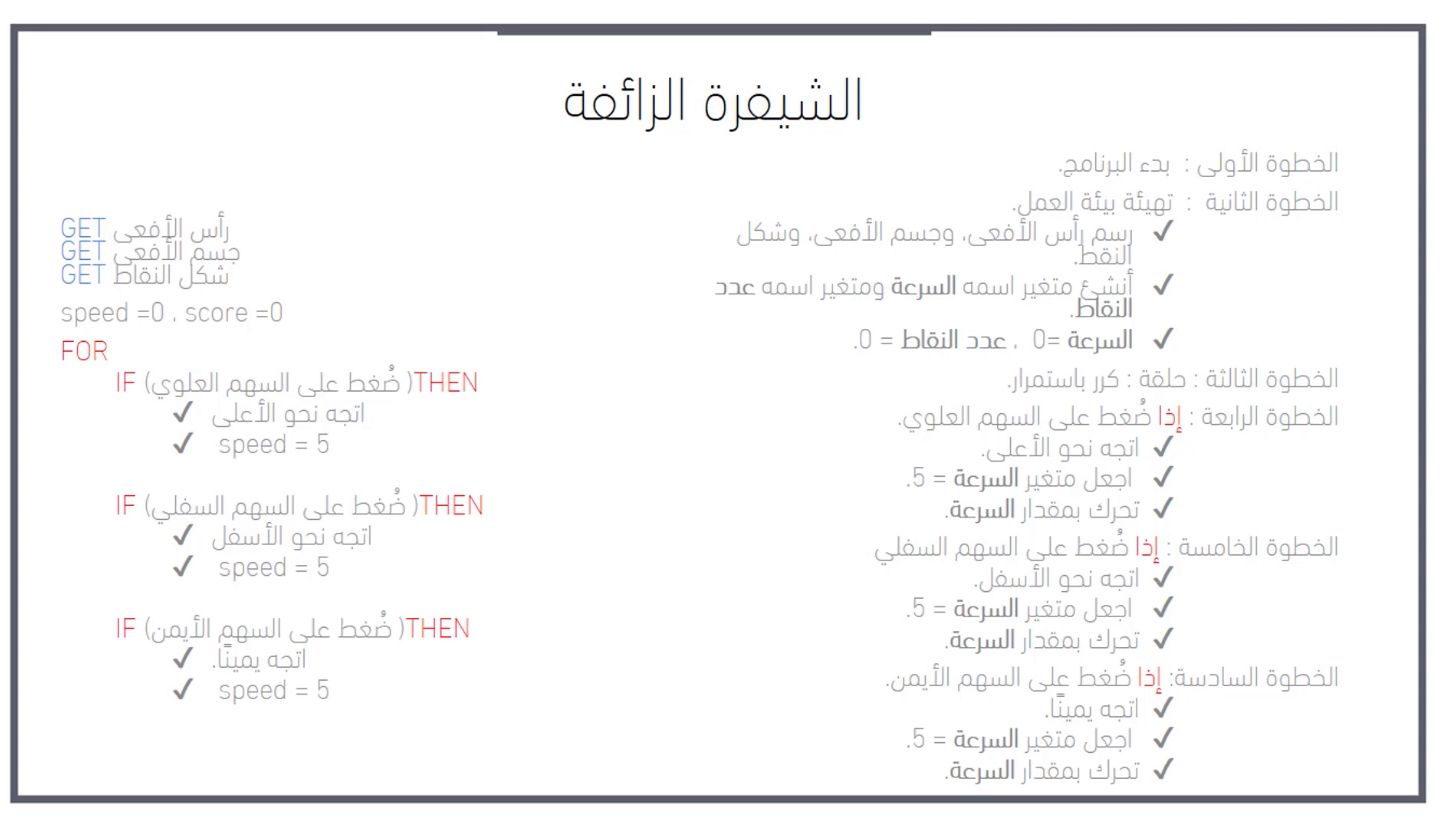 الشيفرة الزائفة
الخطوة الأولى : بدء البرنامج.
الخطوة الثانية : تهيئة بيئة العمل.
✓ رسم رأس الأفعى، وجسم الأفعى، وشكل
النقط.
✓ أنشئ متغير اسمه السرعة ومتغير اسمه عدد
النقاط.
✓ السرعة =0 ، عدد النقاط = 0.
الخطوة الثالثة : حلقة : كرر باستمرار.
الخطوة الرابعة : إذا ضُغط على السهم العلوي.
✓ اتجه نحو الأعلى.
✓ اجعل متغير السرعة = 5.
✓ تحرك بمقدار السرعة.
الخطوة الخامسة : إذا ضُغط على السهم السفلي
✓ اتجه نحو الأسفل.
✓ اجعل متغير السرعة = 5.
✓ تحرك بمقدار السرعة.
الخطوة السادسة: إذا ضُغط على السهم الأيمن.
✓ اتجه يمينًا.
✓ اجعل متغير السرعة = 5.
✓ تحرك بمقدار السرعة.
GET رأس الأفعى
GET جسم الأفعى
GET شكل النقاط
speed =0 ، score =0
FOR
IF (ضُغط على السهم العلوي )THEN
✓ اتجه نحو الأعلى
✓ speed = 5
IF (ضُغط على السهم السفلي )THEN
✓ اتجه نحو الأسفل
✓ speed = 5
IF (ضُغط على السهم الأيمن )THEN
✓ اتجه يمينًا.
✓ speed = 5